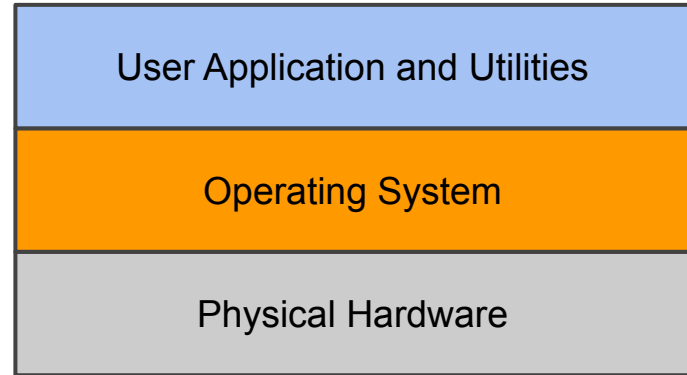 User Application and Utilities
Operating System
Physical Hardware